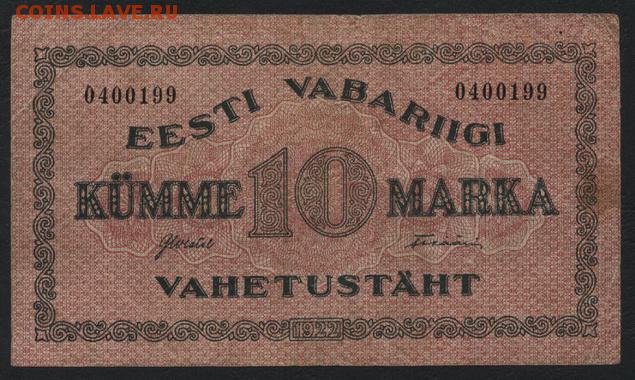 COINS.LAVE.RU
0400199 0400199
EESTI VABARIIGI
KÜMME 10 MARKA
VAHETUSTÄHT
1922